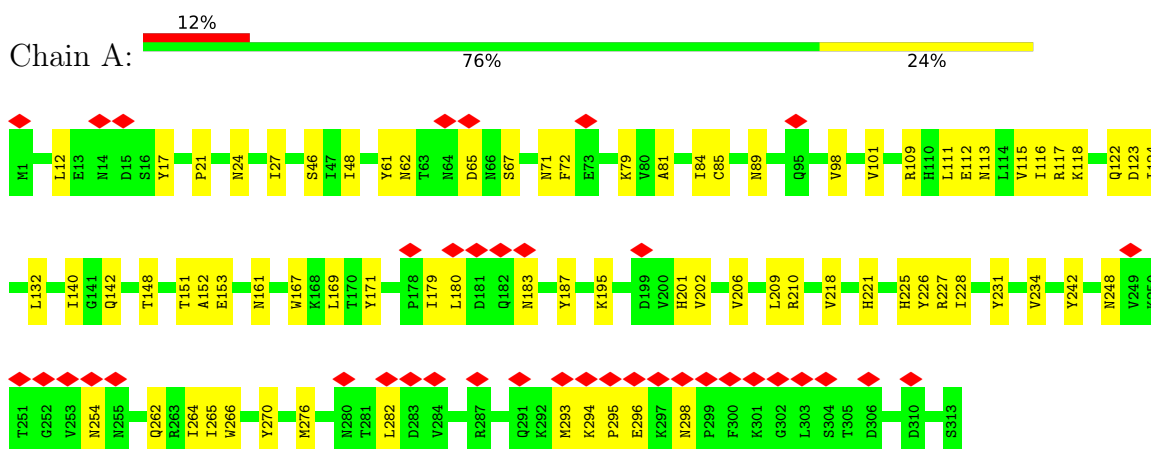 12%
Chain A:
76% 24%
M1 L12 E13 N14 D15 S16 Y17 P21 N24 I27 S46 I47 I48 Y61 N62 T63 N64 D65 N66 S67 N71 F72 E73 K79 V80 A81 I84 C85 N89 Q95 V98 V101 R109 H110 L111 E112 N113 L114 V115 I116 R117 K118 Q122 D123
L132 I140 G141 Q142 T148 T151 A152 E153 N161 W167 K168 L169 T170 Y171 P178 I179 L180 D181 Q182 N183 Y187 K195 D199 V200 H201 V202 V206 L209 R210 V218 H221 H225 Y226 R227 I228 Y231 V234 Y242 N248 V249
T251 G252 V253 N254 N255 Q262 R263 I264 I265 W266 Y270 M276 N280 T281 L282 D283 V284 R287 Q291 K292 M293 K294 P295 E296 K297 N298 P299 F300 K301 G302 L303 S304 T305 D306 D310 S313